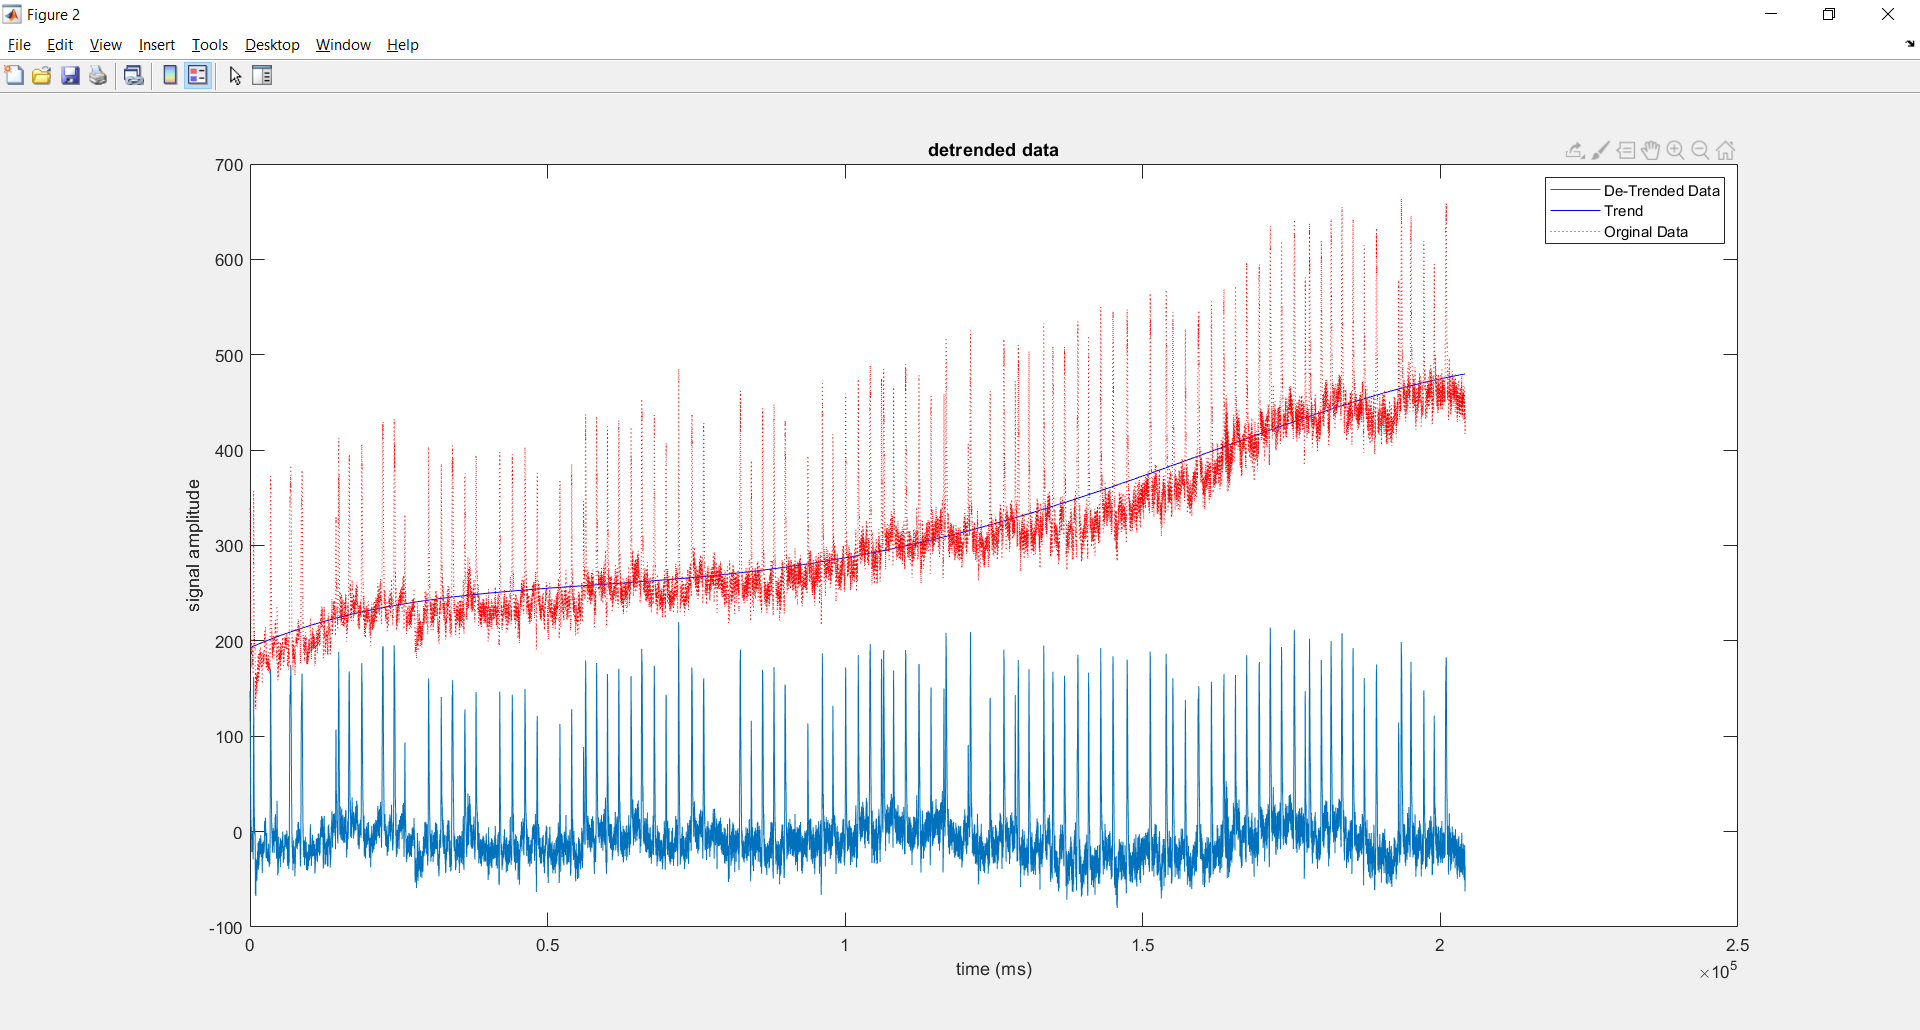 Figure 2
File Edit View Insert Tools Desktop Window Help
detrended data
De-Trended Data
Trend
Orginal Data
700
600
500
400
300
200
100
0
-100
signal amplitude
0 0.5 1 1.5 2 2.5
×10^5
time (ms)